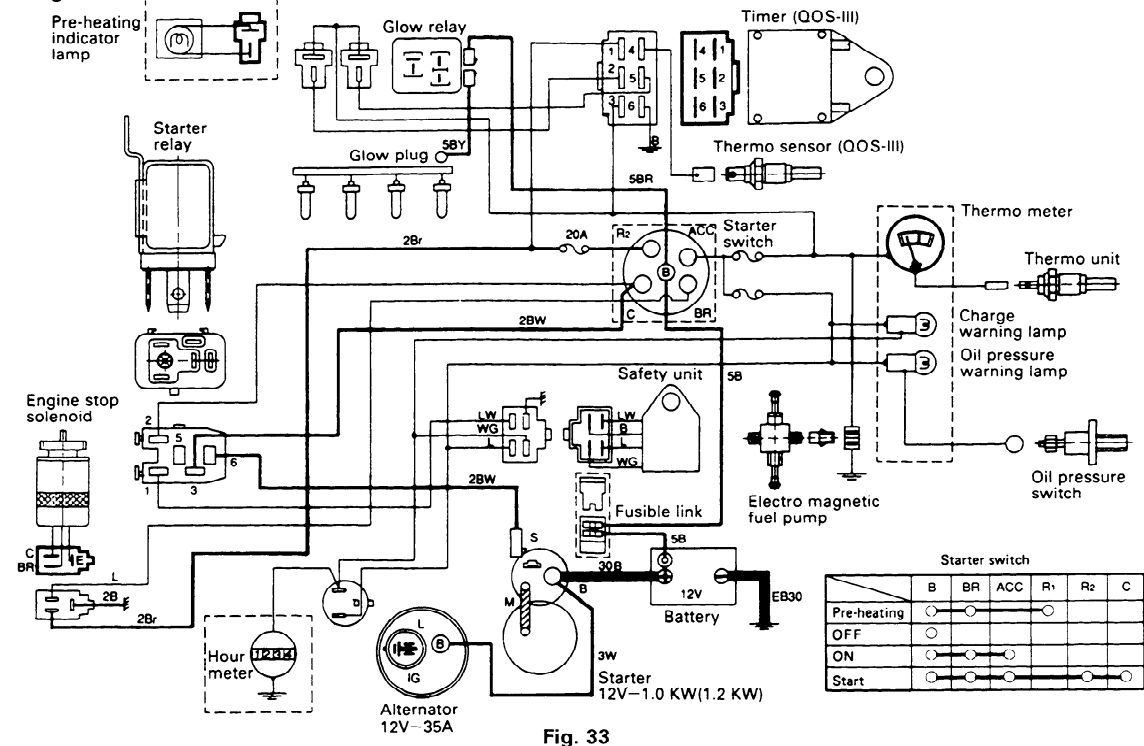 Pre-heating
indicator
lamp
Glow relay
Timer (QOS-III)
1 4
2 5
3 6
4 1
5 2
6 3
B
Starter
relay
Glow plug
5BY
Thermo sensor (QOS-III)
5BR
2Br
20A
R2
ACC
B
C
BR
Starter
switch
Thermo meter
Thermo unit
2BW
5B
Charge
warning lamp
Oil pressure
warning lamp
Safety unit
Engine stop
solenoid
2
5
6
1
3
LW
WG
L
LW
B
L
WG
2BW
Fusible link
Electro magnetic
fuel pump
Oil pressure
switch
C
BR
E
L
2B
2Br
S
M
B
30B
5B
12V
Battery
EB30
Hour
meter
1234
L
B
IG
Alternator
12V-35A
3W
Starter
12V-1.0 KW(1.2 KW)
Starter switch
B BR ACC R1 R2 C
Pre-heating
OFF
ON
Start
Fig. 33